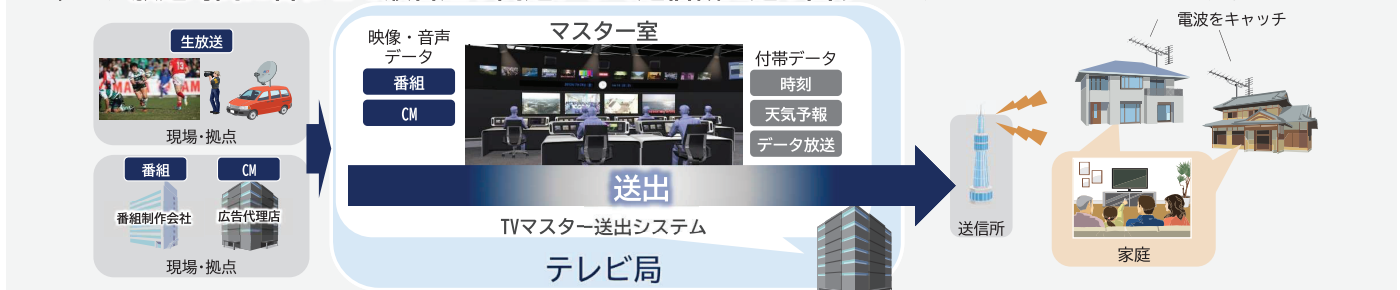 生放送
現場・拠点
番組
CM
番組制作会社
広告代理店
現場・拠点
マスター室
映像・音声
データ
番組
CM
付帯データ
時刻
天気予報
データ放送
送出
TVマスター送出システム
テレビ局
送信所
電波をキャッチ
家庭